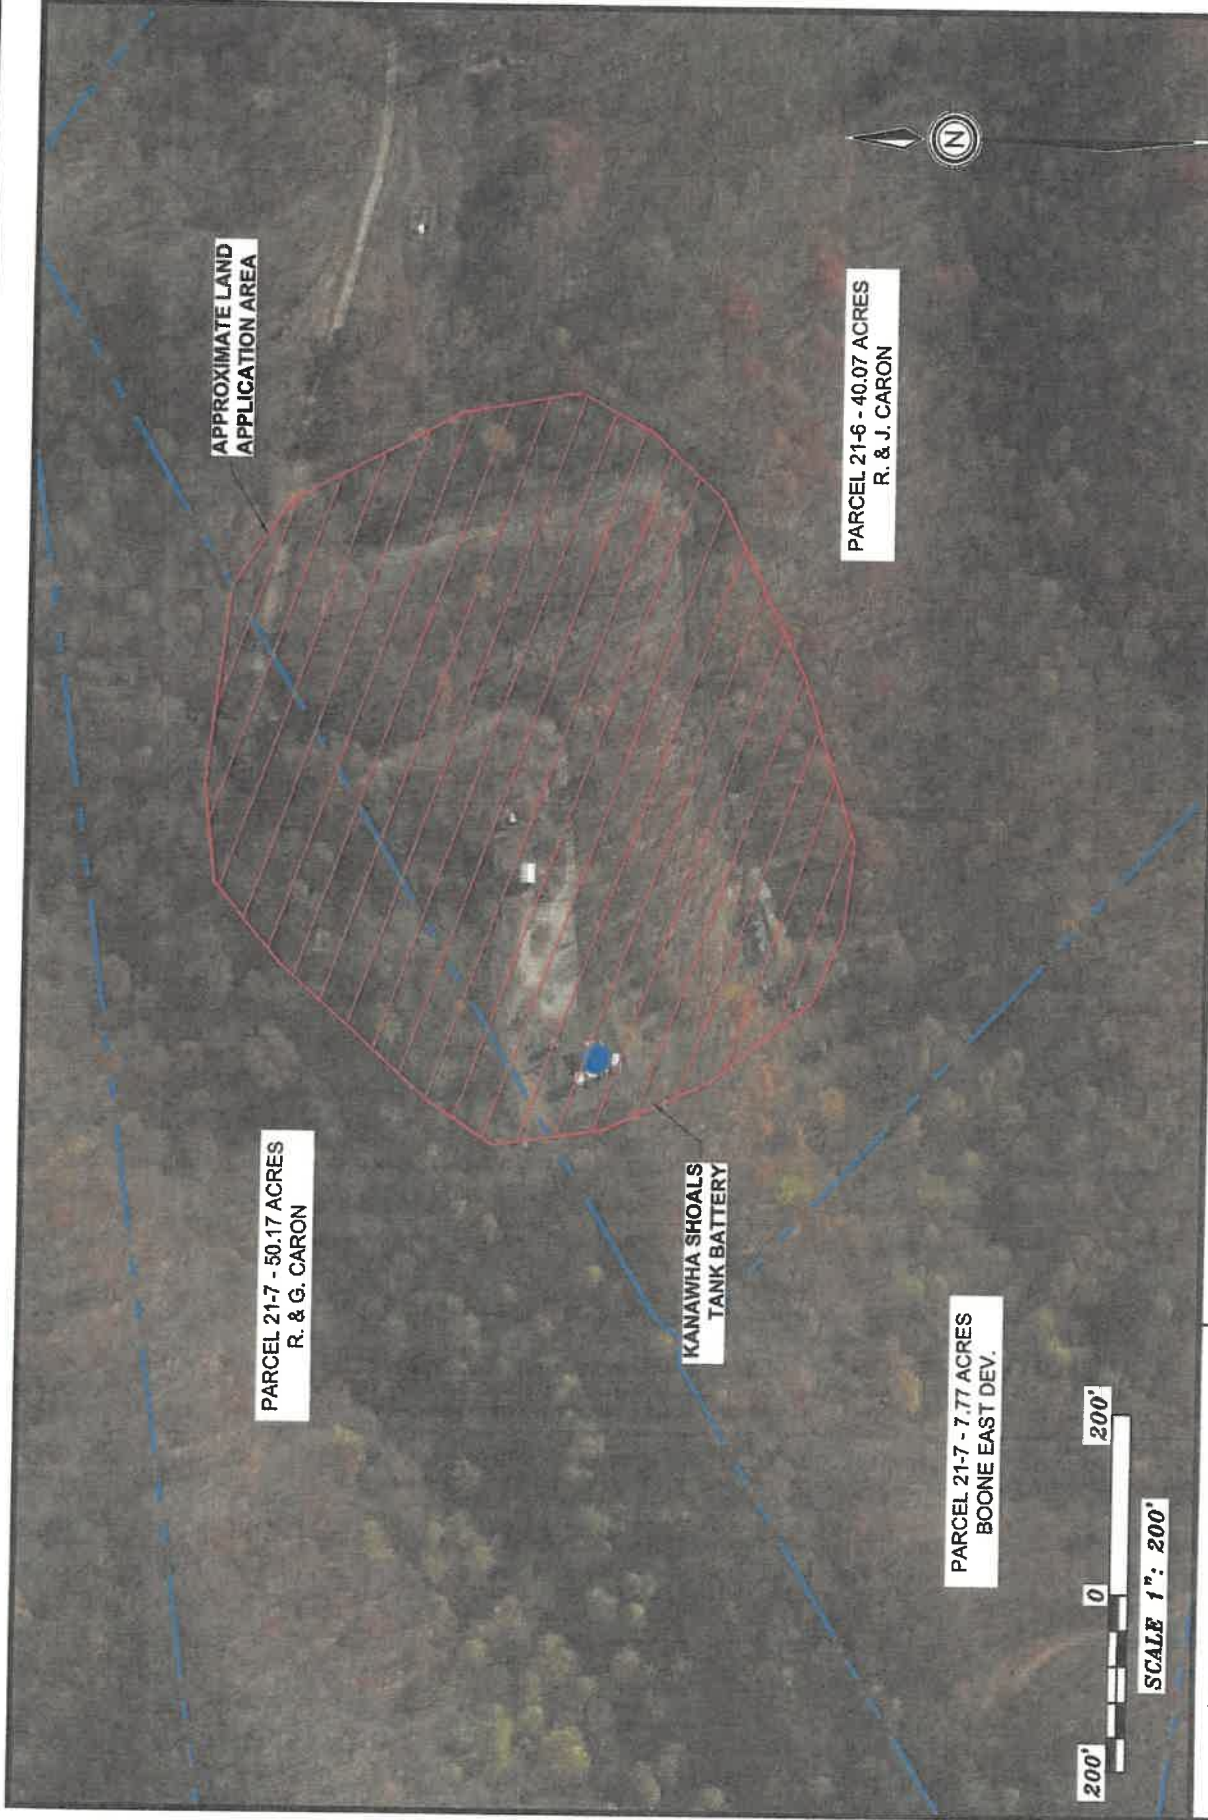 APPROXIMATE LAND
APPLICATION AREA
PARCEL 21-7 - 50.17 ACRES
R. & G. CARON
KANAWHA SHOALS
TANK BATTERY
PARCEL 21-6 - 40.07 ACRES
R. & J. CARON
PARCEL 21-7 - 7.77 ACRES
BOONE EAST DEV.
N
200'
0
200'
SCALE 1": 200'